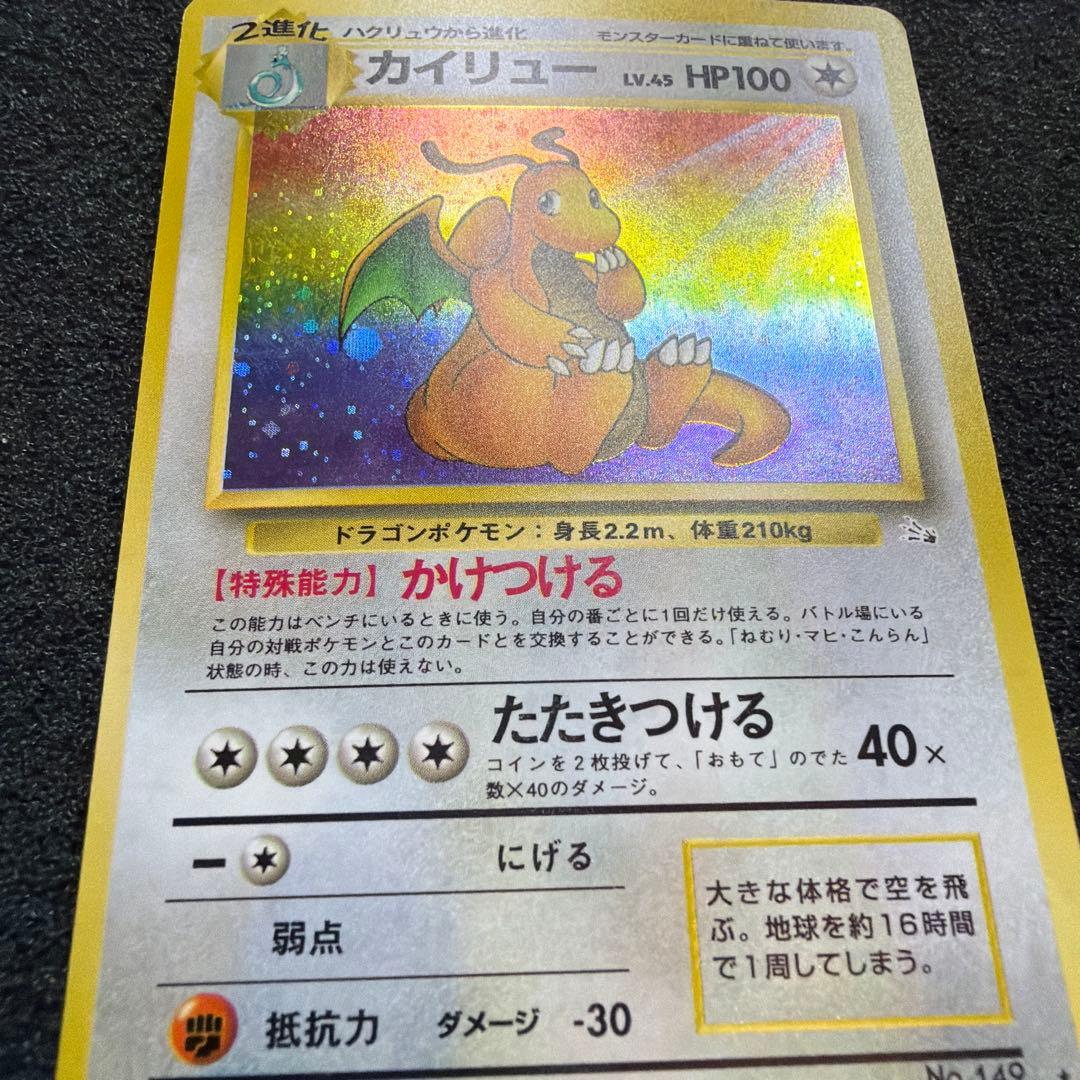 2進化 ハクリュウから進化 モンスターカードに重ねて使います。
カイリュー LV.45 HP100
ドラゴンポケモン：身長2.2m、体重210kg
【特殊能力】かけつける
この能力はベンチにいるときに使う。自分の番ごとに1回だけ使える。バトル場にいる
自分の対戦ポケモンとこのカードとを交換することができる。「ねむり・マヒ・こんらん」
状態の時、この力は使えない。
たたきつける 40×
コインを2枚投げて、「おもて」のでた
数×40のダメージ。
ー にげる
弱点
抵抗力 ダメージ -30
大きな体格で空を飛
ぶ。地球を約16時間
で1周してしまう。
No.149 ★